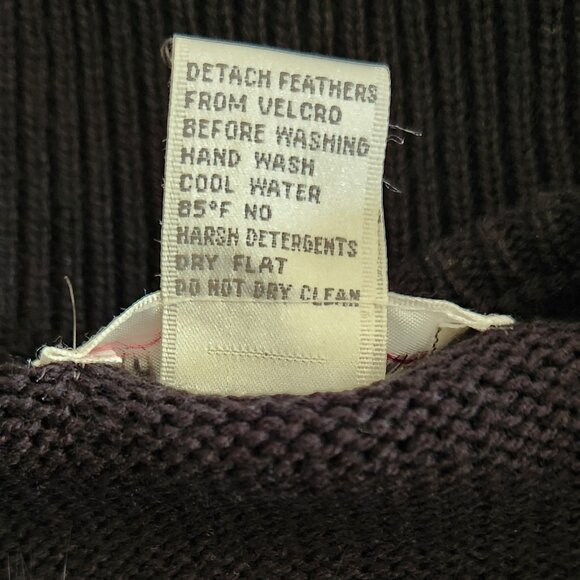 DETACH FEATHERS
FROM VELCRO
BEFORE WASHING
HAND WASH
COOL WATER
85°F NO
HARSH DETERGENTS
DRY FLAT
DO NOT DRY CLEAN